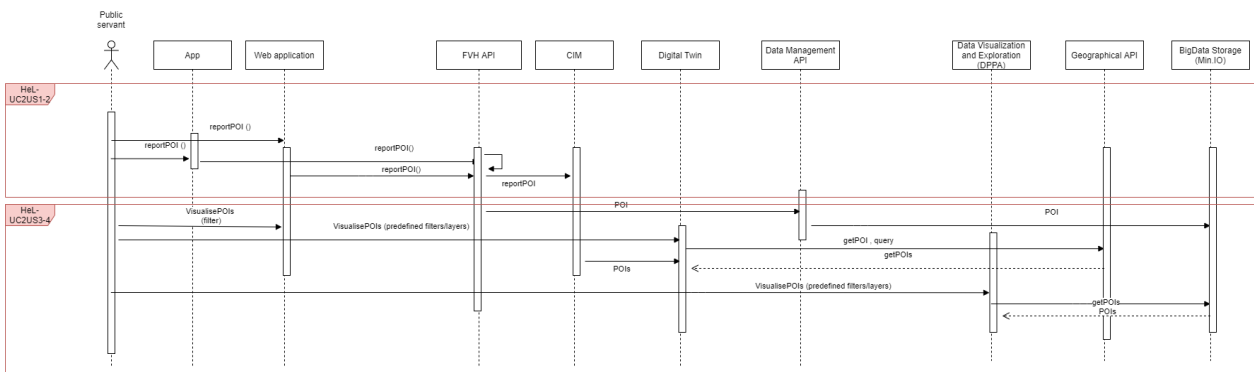 Public
servant
App
Web application
FVH API
CIM
Digital Twin
Data Management
API
Data Visualization
and Exploration
(DPPA)
Geographical API
BigData Storage
(Min.IO)
HeL-
UC2US1-2
reportPOI ()
reportPOI ()
reportPOI()
reportPOI()
reportPOI
HeL-
UC2US3-4
POI
VisualisePOIs
(filter)
POI
VisualisePOIs (predefined filters/layers)
getPOI , query
getPOIs
POIs
VisualisePOIs (predefined filters/layers)
getPOIs
POIs